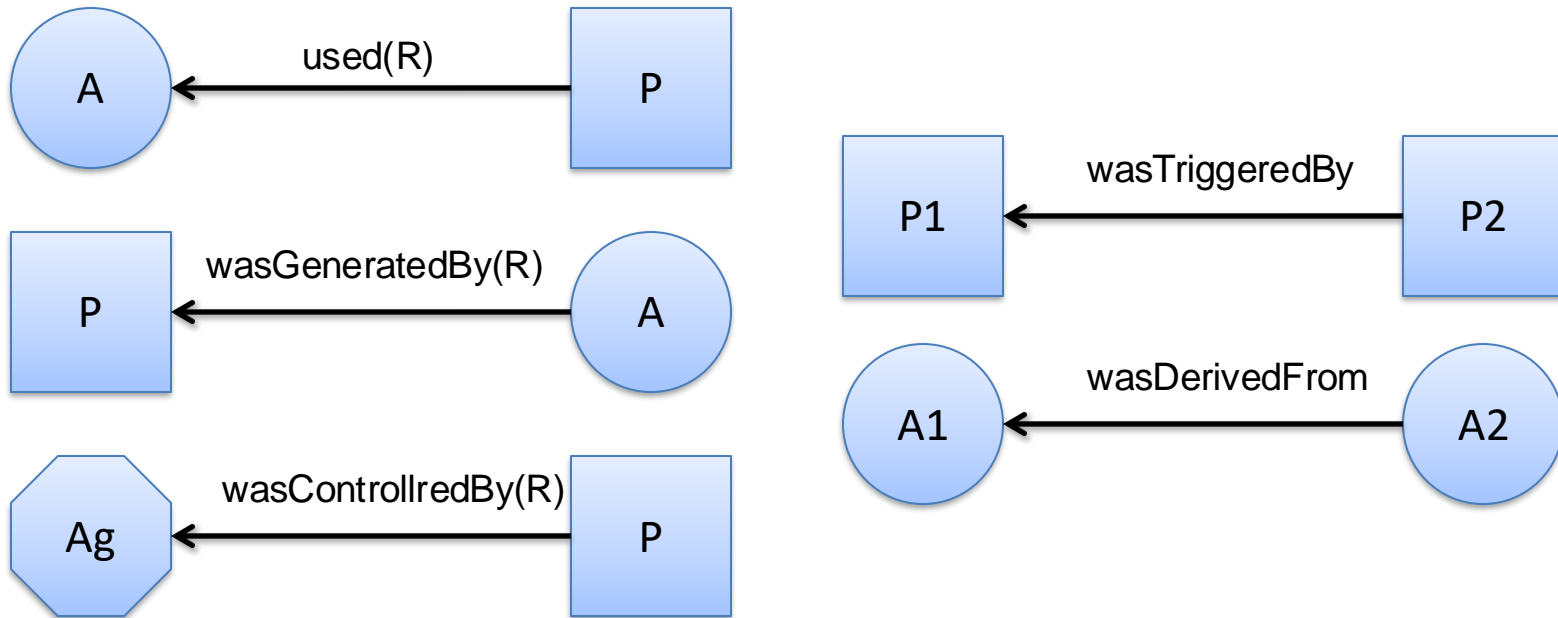 A
used(R)
P
P
wasGeneratedBy(R)
A
Ag
wasControllredBy(R)
P
P1
wasTriggeredBy
P2
A1
wasDerivedFrom
A2